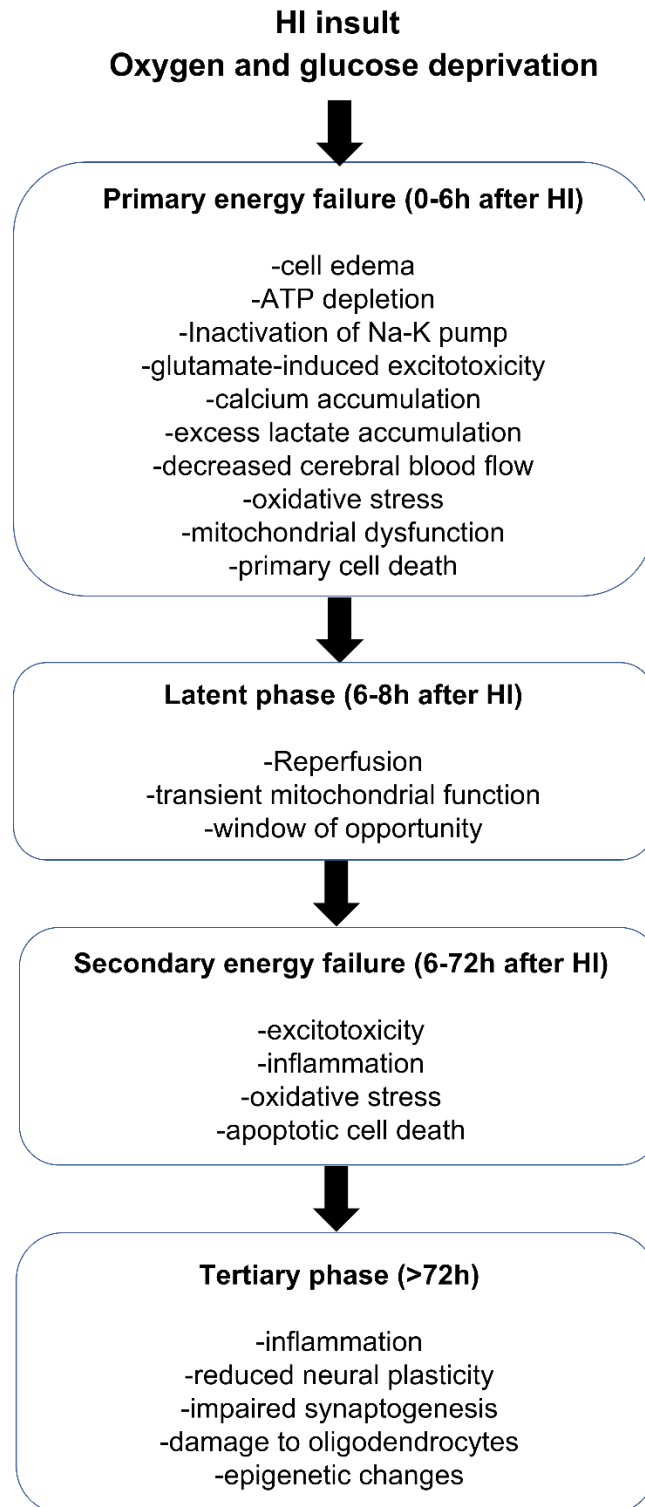 HI insult
Oxygen and glucose deprivation
Primary energy failure (0-6h after HI)
-cell edema
-ATP depletion
-Inactivation of Na-K pump
-glutamate-induced excitotoxicity
-calcium accumulation
-excess lactate accumulation
-decreased cerebral blood flow
-oxidative stress
-mitochondrial dysfunction
-primary cell death
Latent phase (6-8h after HI)
-Reperfusion
-transient mitochondrial function
-window of opportunity
Secondary energy failure (6-72h after HI)
-excitotoxicity
-inflammation
-oxidative stress
-apoptotic cell death
Tertiary phase (>72h)
-inflammation
-reduced neural plasticity
-impaired synaptogenesis
-damage to oligodendrocytes
-epigenetic changes